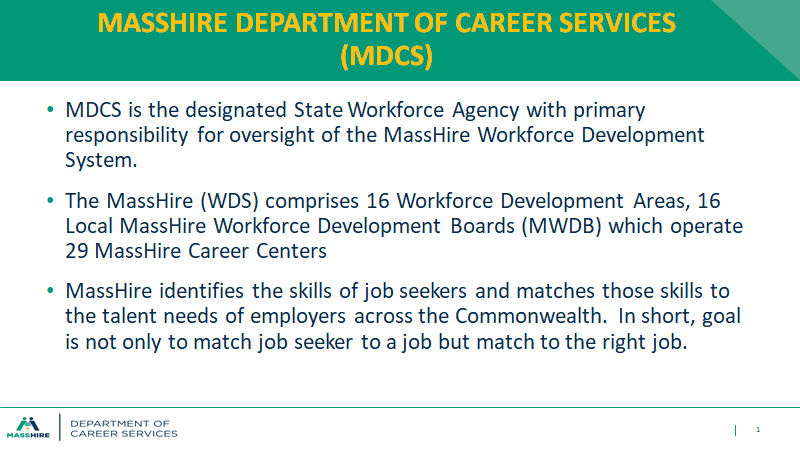 MASSHIRE DEPARTMENT OF CAREER SERVICES
(MDCS)
• MDCS is the designated State Workforce Agency with primary
responsibility for oversight of the MassHire Workforce Development
System.
• The MassHire (WDS) comprises 16 Workforce Development Areas, 16
Local MassHire Workforce Development Boards (MWDB) which operate
29 MassHire Career Centers
• MassHire identifies the skills of job seekers and matches those skills to
the talent needs of employers across the Commonwealth. In short, goal
is not only to match job seeker to a job but match to the right job.
MASSHIRE
DEPARTMENT OF
CAREER SERVICES
| 1